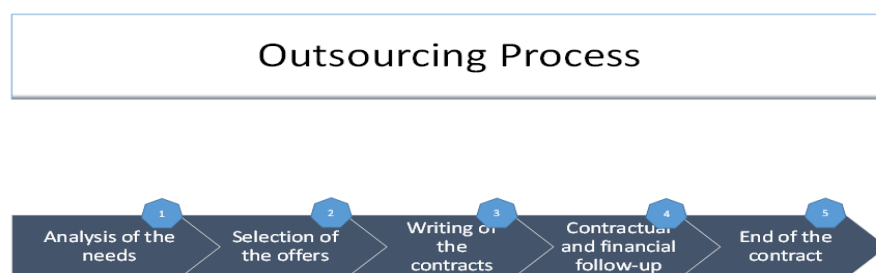 Outsourcing Process
1
Analysis of the
needs
2
Selection of
the offers
3
Writing of
the
contracts
4
Contractual
and financial
follow-up
5
End of the
contract